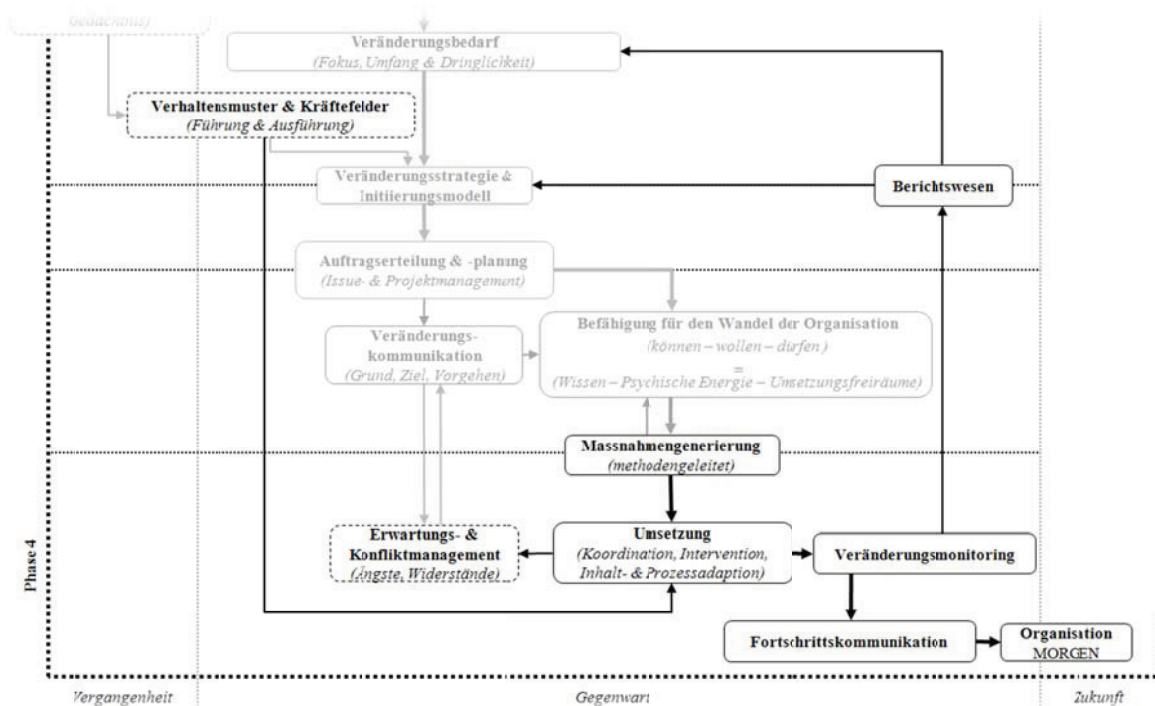 Gedächtnis)
Veränderungsbedarf
(Fokus, Umfang & Dringlichkeit)
Verhaltensmuster & Kräftefelder
(Führung & Ausführung)
Veränderungsstrategie &
Initiierungsmodell
Berichtswesen
Auftragserteilung & -planung
(Issue- & Projektmanagement)
Veränderungs-
kommunikation
(Grund, Ziel, Vorgehen)
Befähigung für den Wandel der Organisation
(können – wollen – dürfen)
=
(Wissen – Psychische Energie – Umsetzungsfreiräume)
Massnahmengenerierung
(methodengeleitet)
Erwartungs- &
Konfliktmanagement
(Ängste, Widerstände)
Umsetzung
(Koordination, Intervention,
Inhalt- & Prozessadaption)
Veränderungsmonitoring
Phase 4
Fortschrittskommunikation
Organisation
MORGEN
Vergangenheit
Gegenwart
Zukunft